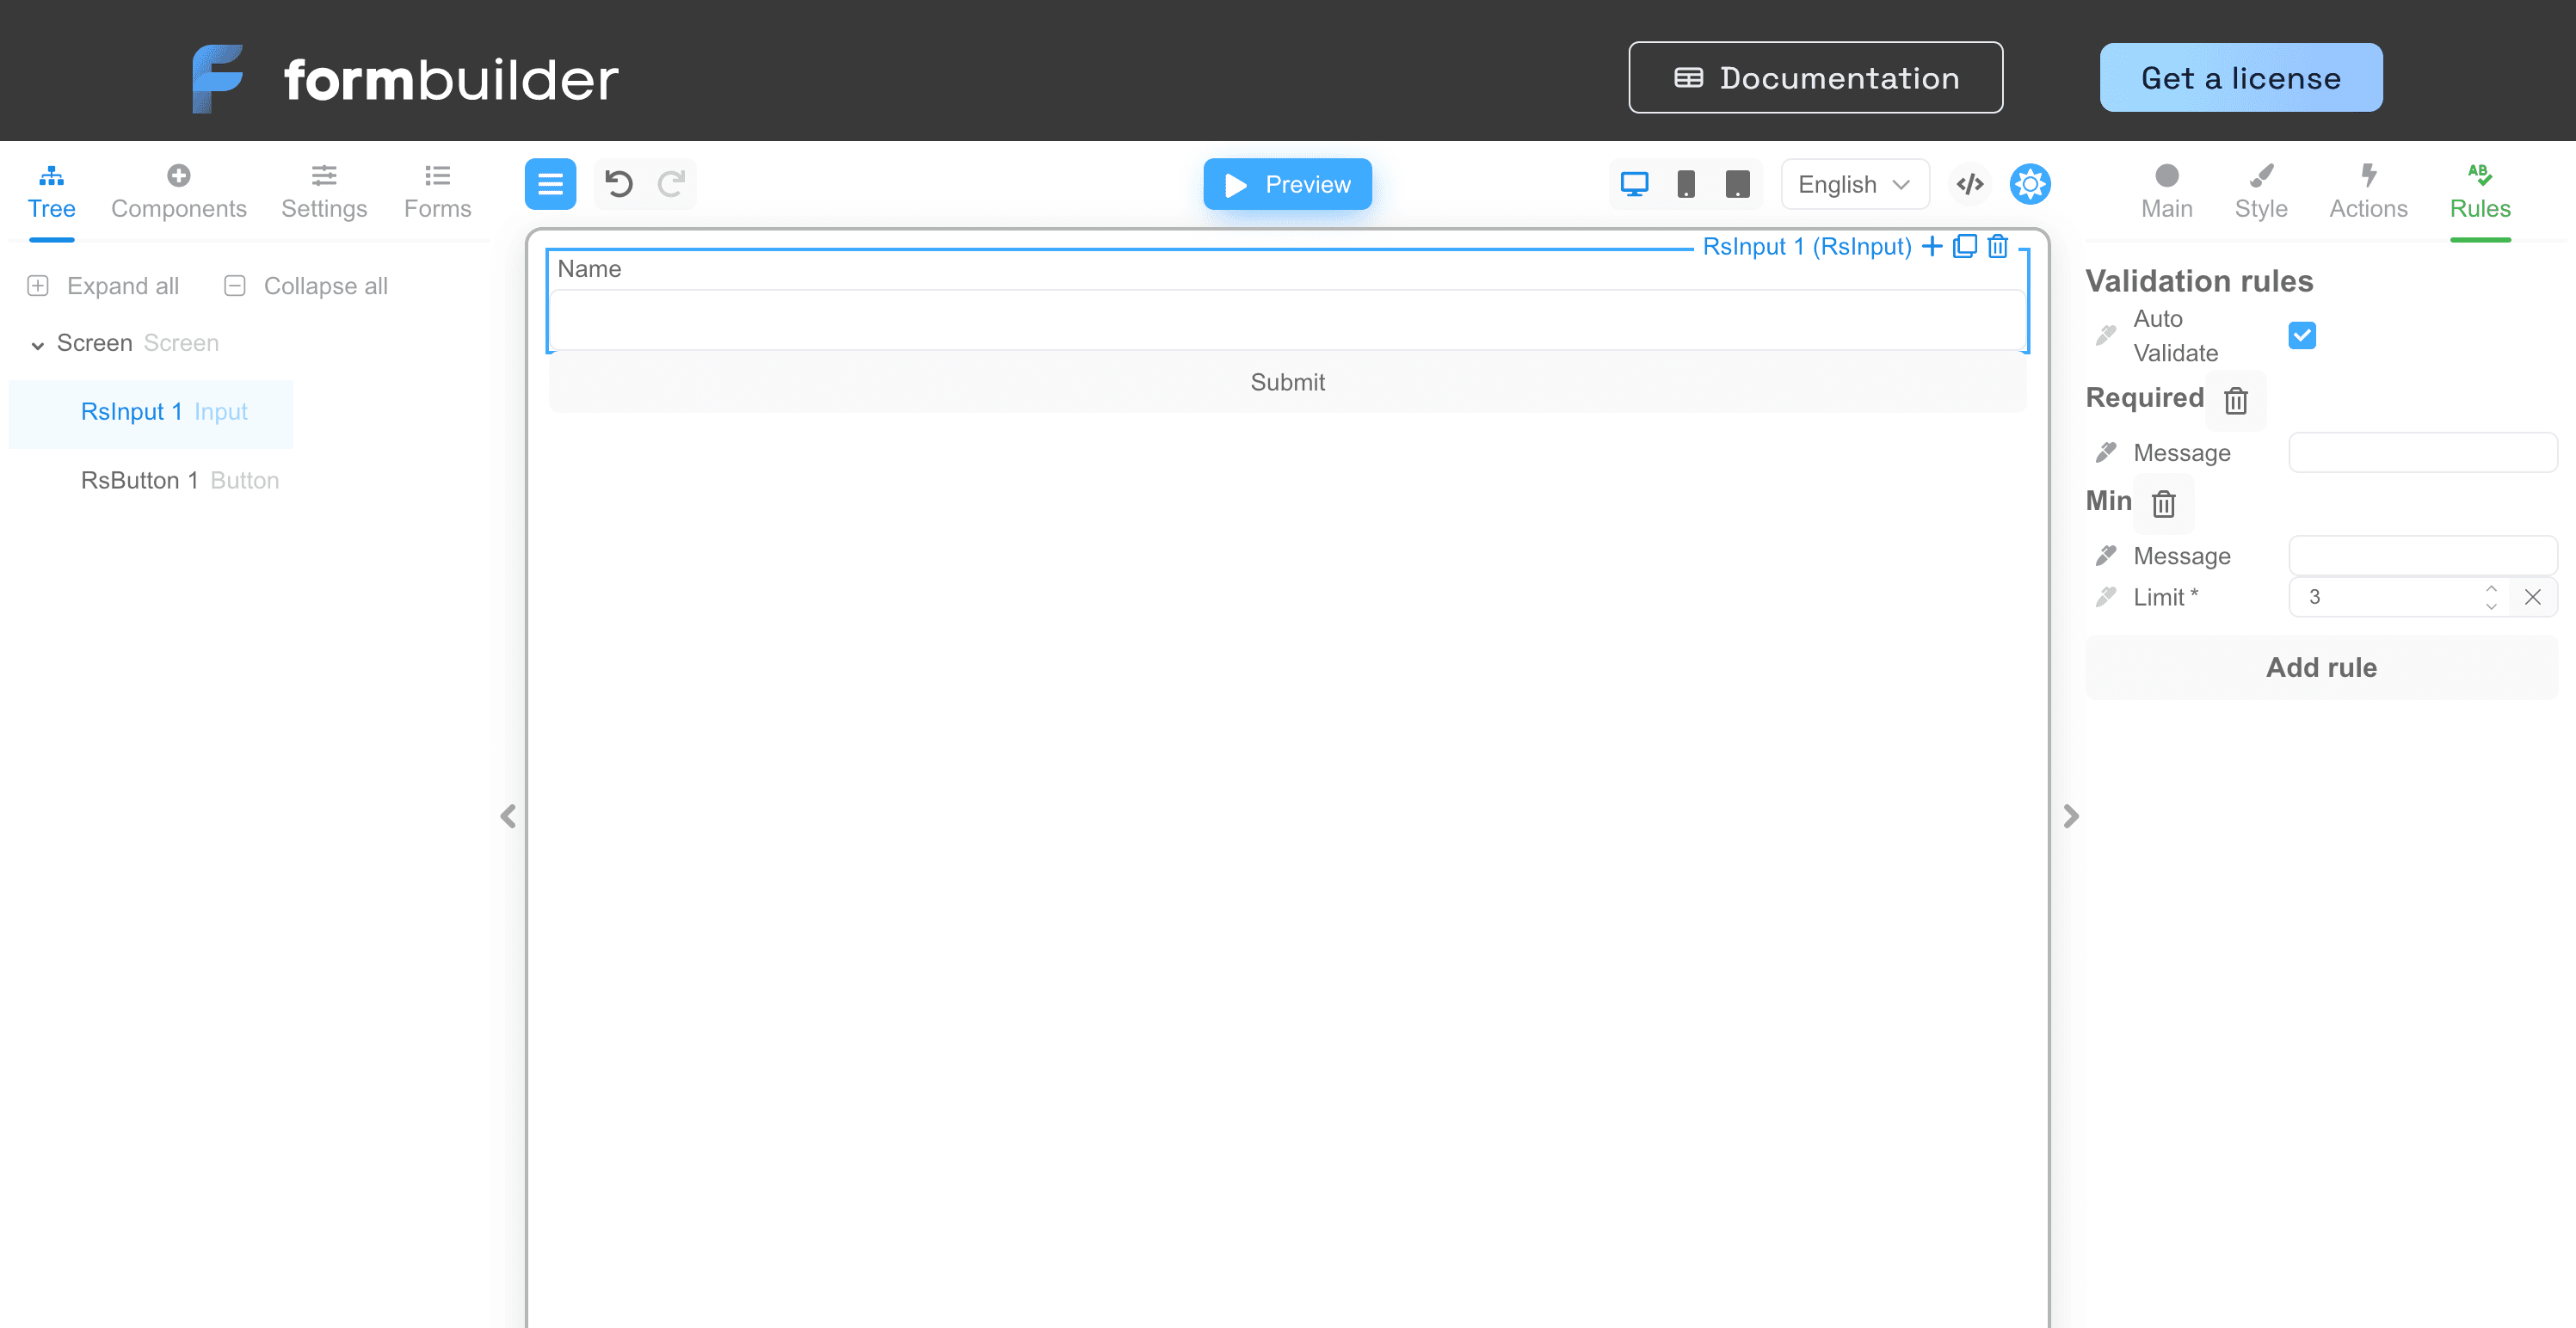 formbuilder
Documentation
Get a license
Tree
Components
Settings
Forms
Preview
English
Main
Style
Actions
AB
Rules
Expand all
Collapse all
Screen Screen
RsInput 1 Input
RsButton 1 Button
RsInput 1 (RsInput)
Name
Submit
Validation rules
Auto
Validate
Required
Message
Min
Message
Limit *
3
Add rule